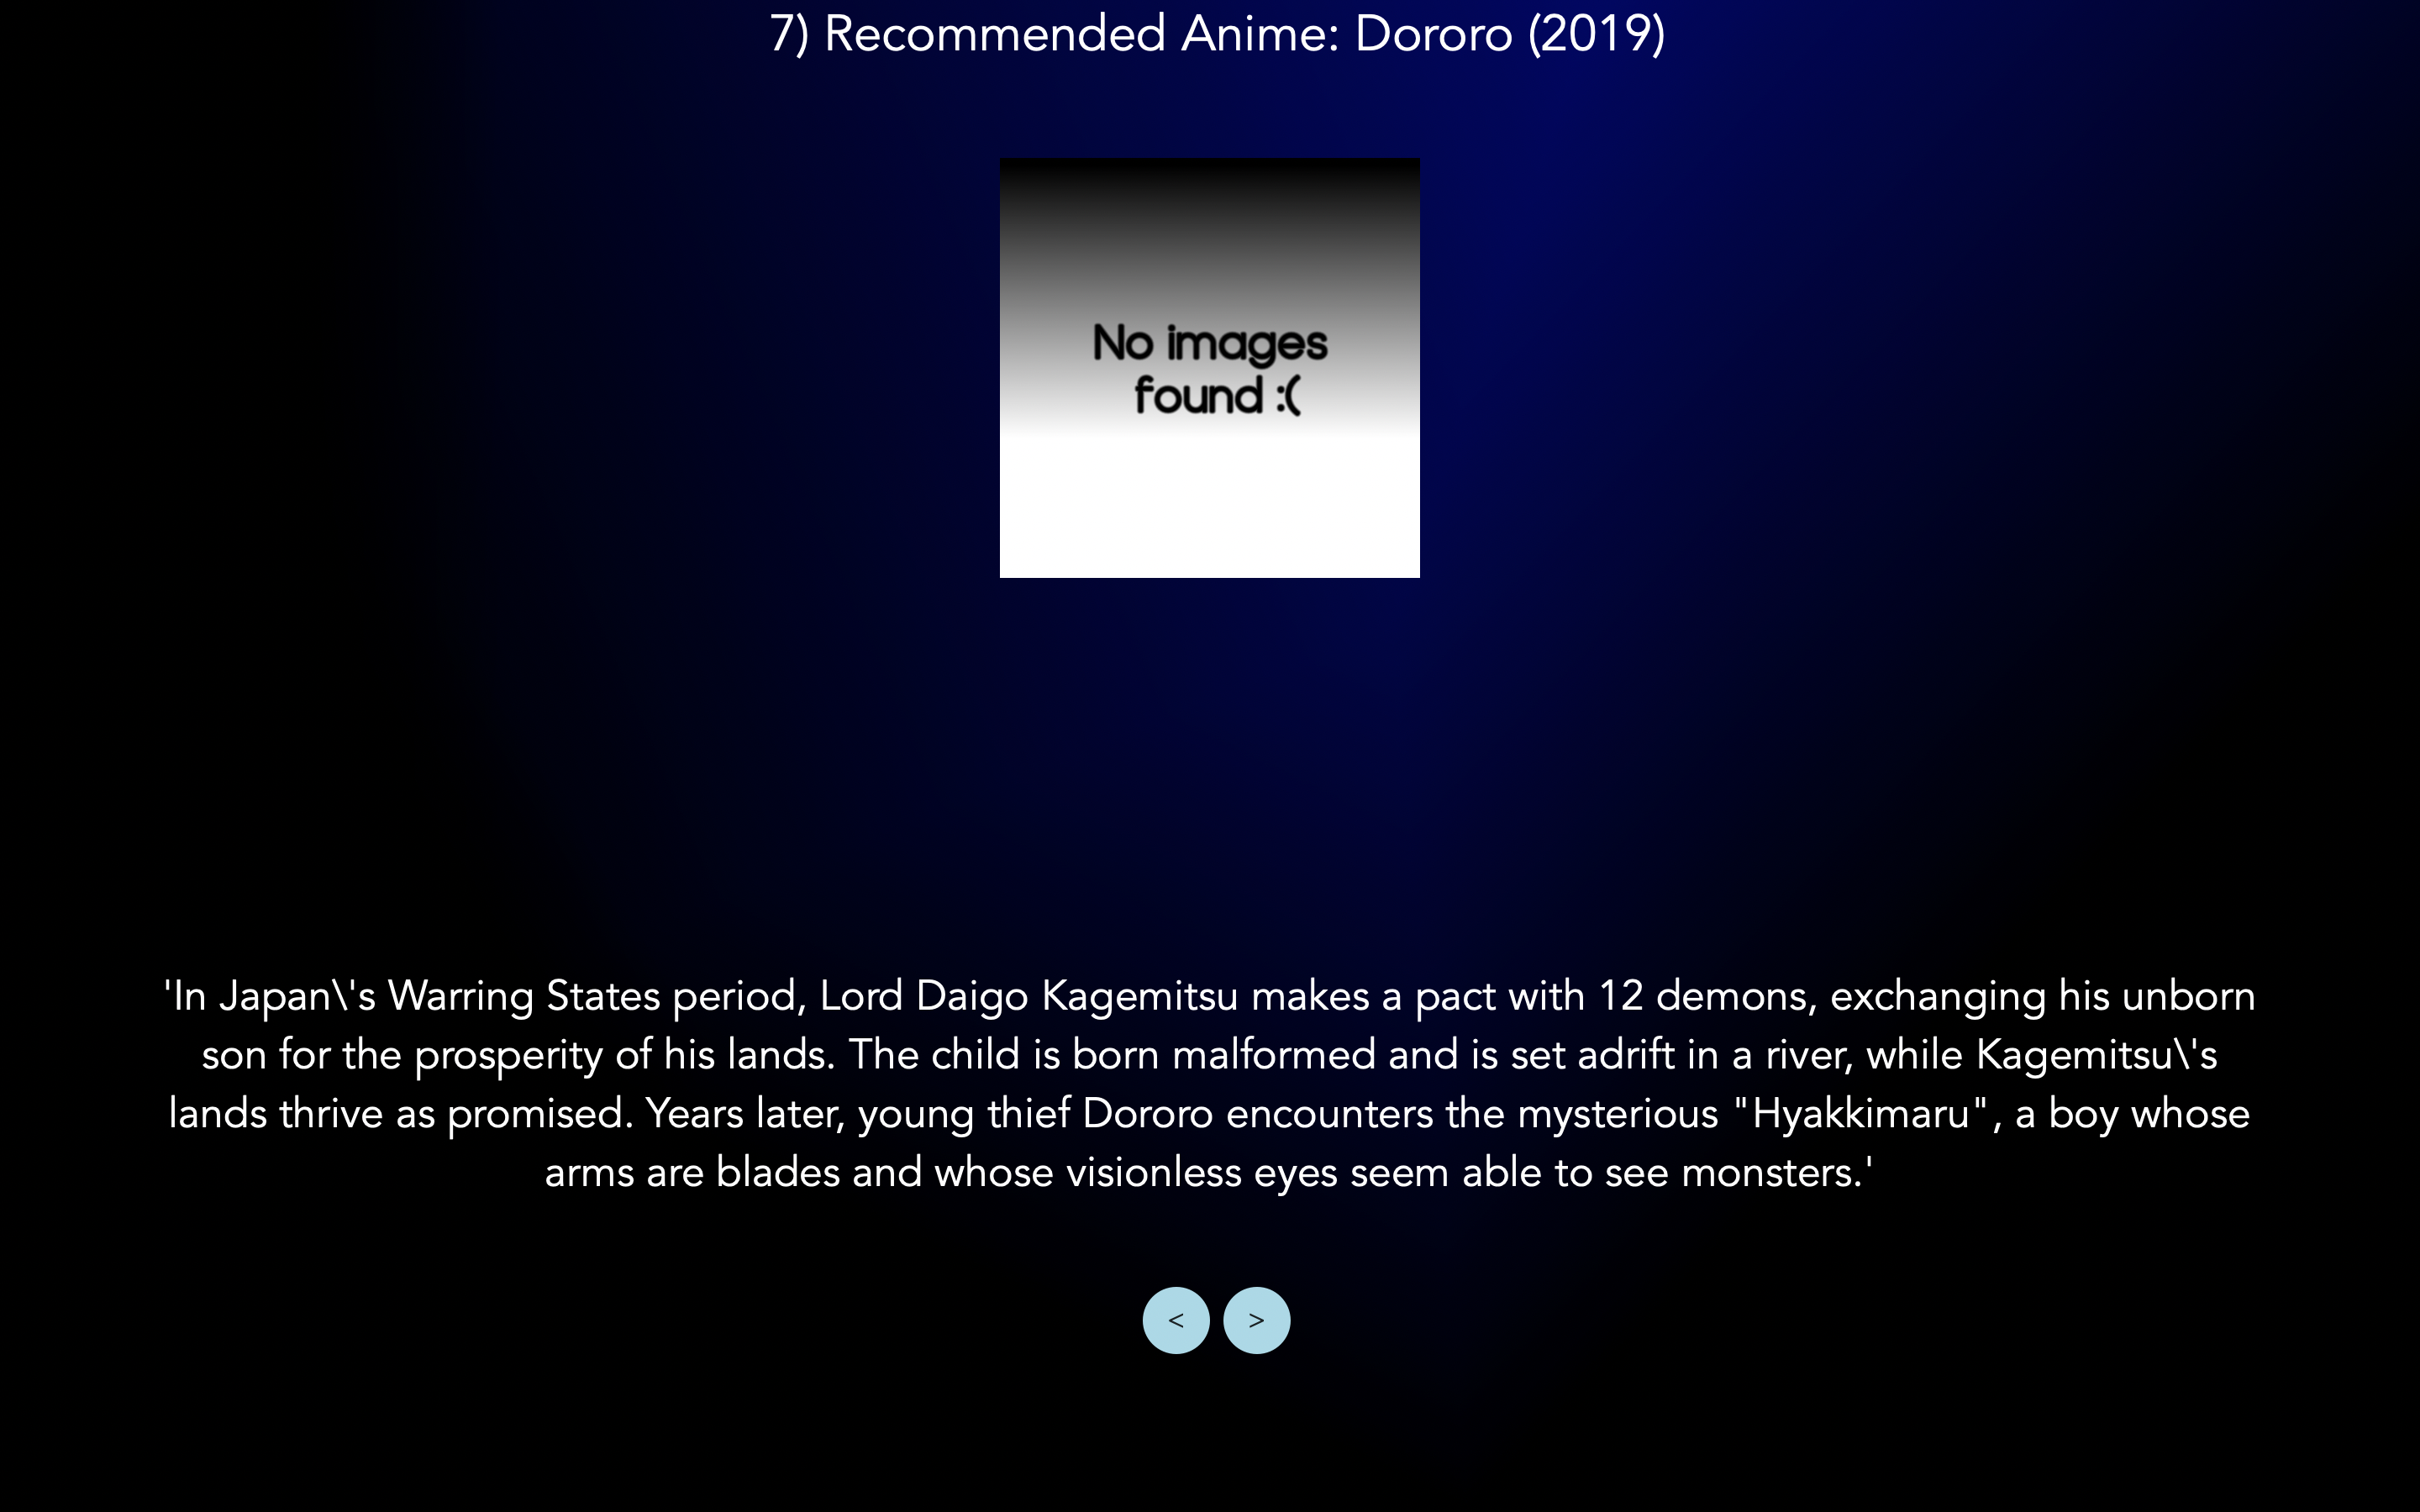 7) Recommended Anime: Dororo (2019)
No images
found :(
'In Japan\'s Warring States period, Lord Daigo Kagemitsu makes a pact with 12 demons, exchanging his unborn
son for the prosperity of his lands. The child is born malformed and is set adrift in a river, while Kagemitsu\'s
lands thrive as promised. Years later, young thief Dororo encounters the mysterious "Hyakkimaru", a boy whose
arms are blades and whose visionless eyes seem able to see monsters.'
< >